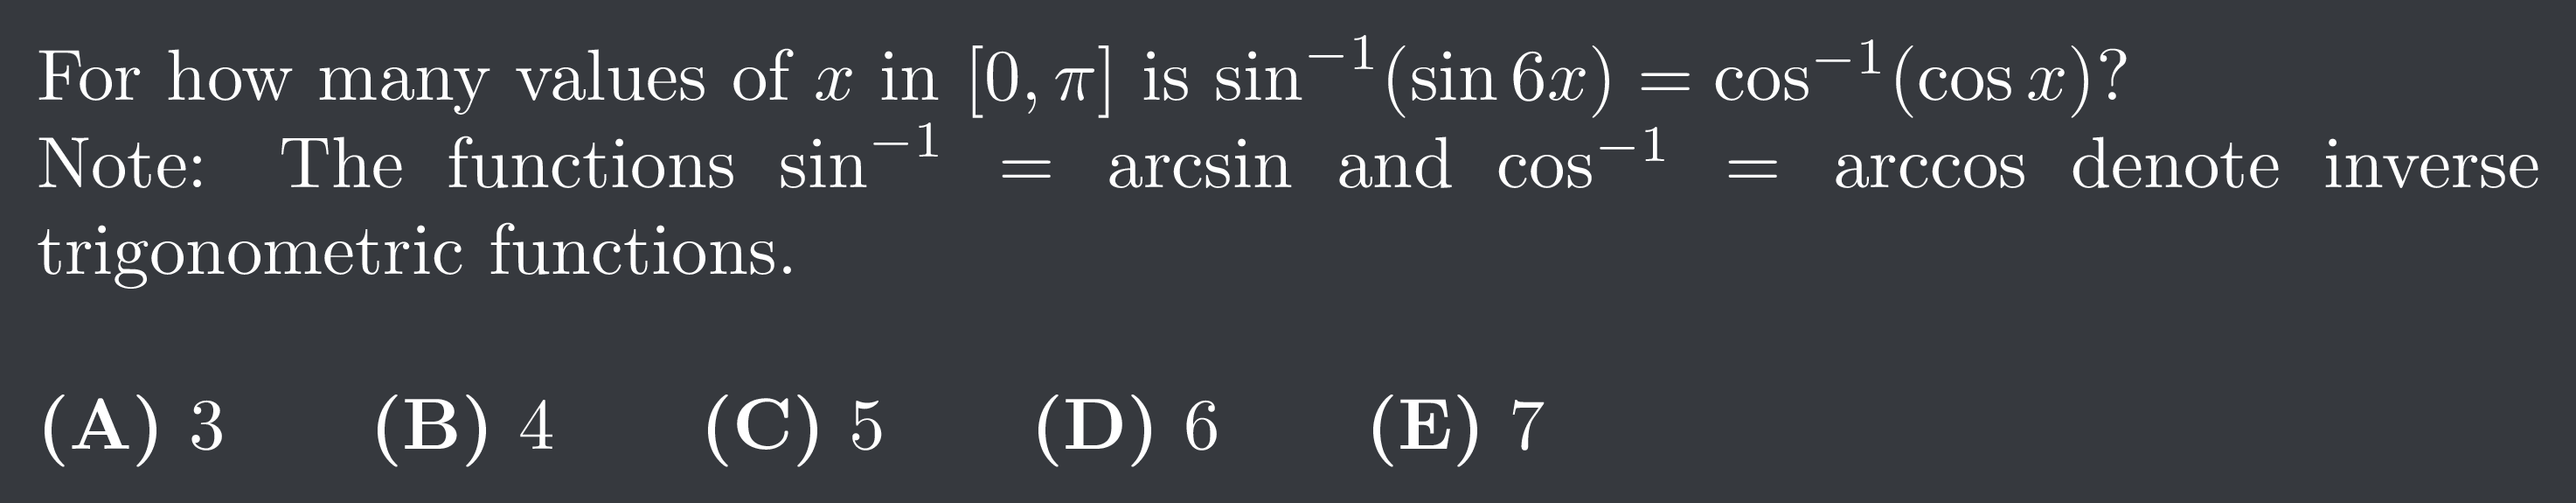 For how many values of x in [0, π] is sin⁻¹(sin 6x) = cos⁻¹(cos x)?
Note: The functions sin⁻¹ = arcsin and cos⁻¹ = arccos denote inverse
trigonometric functions.
(A) 3 (B) 4 (C) 5 (D) 6 (E) 7